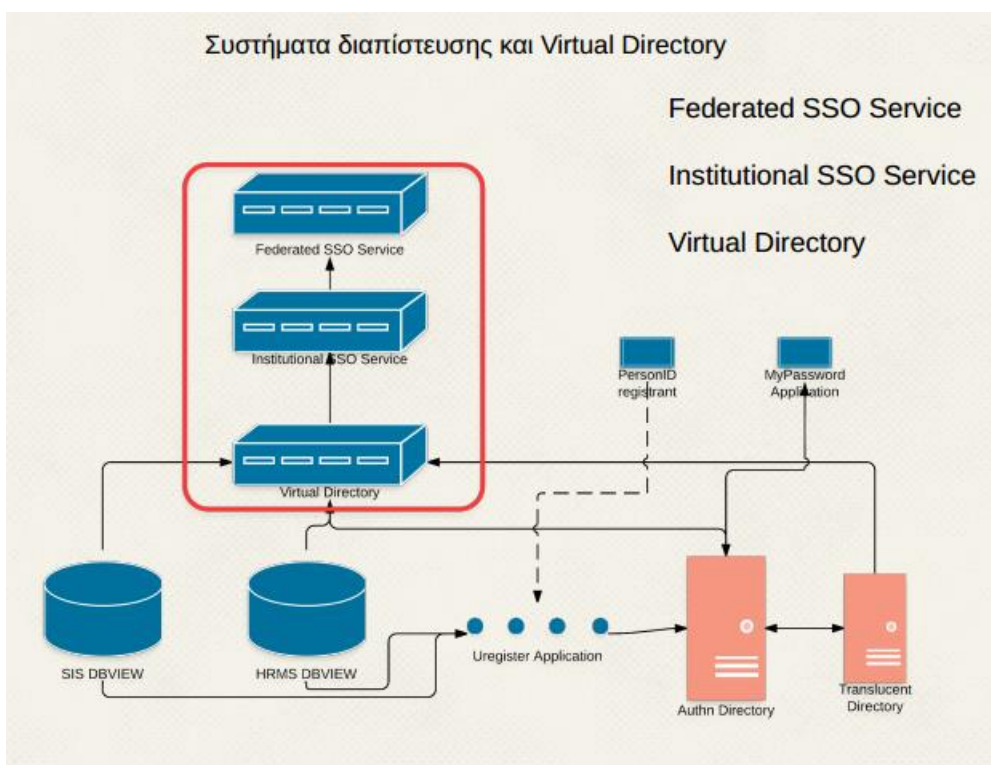 Συστήματα διαπίστευσης και Virtual Directory
Federated SSO Service
Institutional SSO Service
Virtual Directory
Federated SSO Service
Institutional SSO Service
Virtual Directory
PersonID
registrant
MyPassword
Application
SIS DBVIEW
HRMS DBVIEW
Uregister Application
Authn Directory
Translucent
Directory